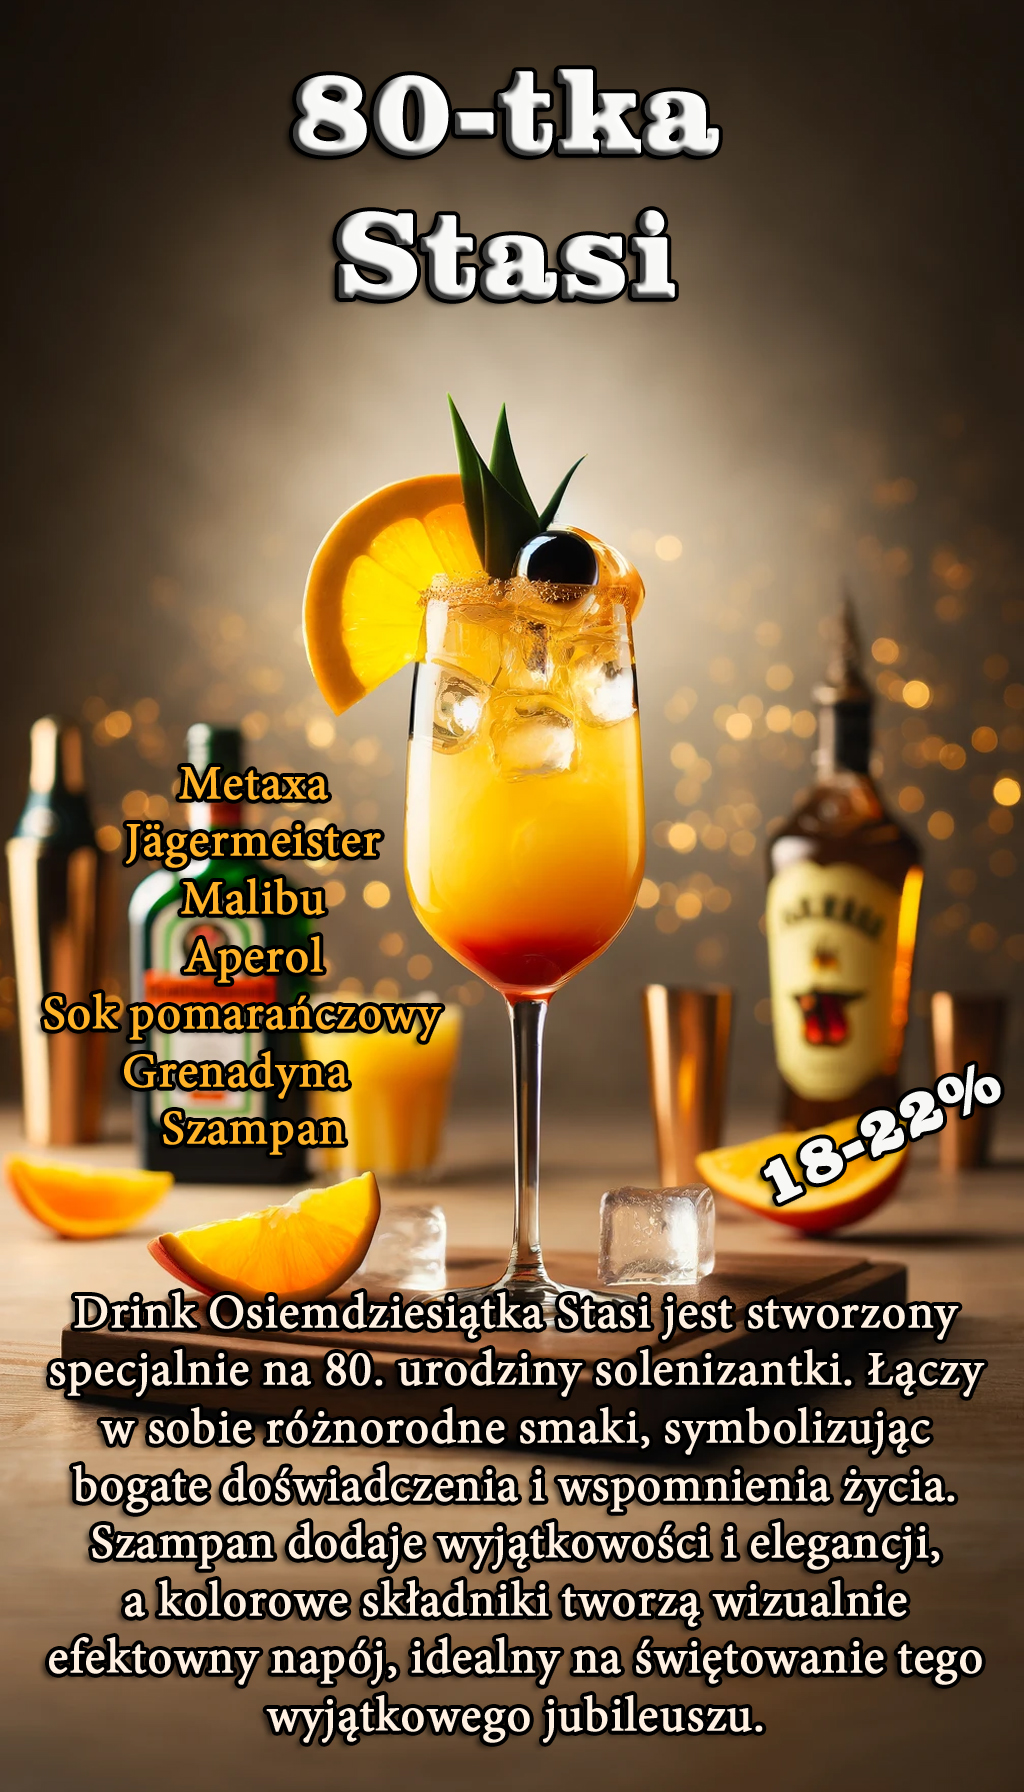 80-tka
Stasi
Metaxa
Jägermeister
Malibu
Aperol
Sok pomarańczowy
Grenadyna
Szampan
18-22%
Drink Osiemdziesiątka Stasi jest stworzony
specjalnie na 80. urodziny solenizantki. Łączy
w sobie różnorodne smaki, symbolizując
bogate doświadczenia i wspomnienia życia.
Szampan dodaje wyjątkowości i elegancji,
a kolorowe składniki tworzą wizualnie
efektowny napój, idealny na świętowanie tego
wyjątkowego jubileuszu.